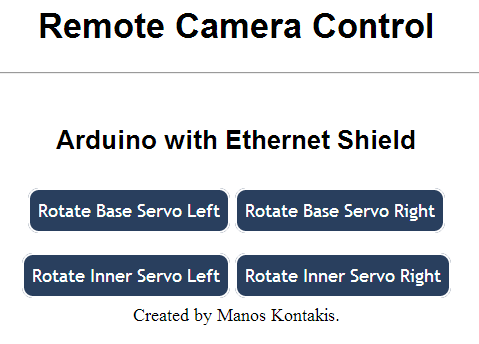 Remote Camera Control
Arduino with Ethernet Shield
Rotate Base Servo Left Rotate Base Servo Right
Rotate Inner Servo Left Rotate Inner Servo Right
Created by Manos Kontakis.